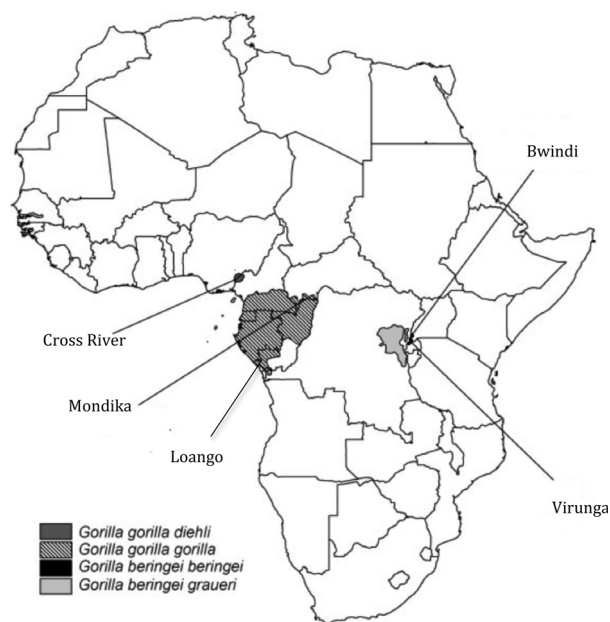 Bwindi
Cross River
Mondika
Loango
Virunga
Gorilla gorilla diehli
Gorilla gorilla gorilla
Gorilla beringei beringei
Gorilla beringei graueri